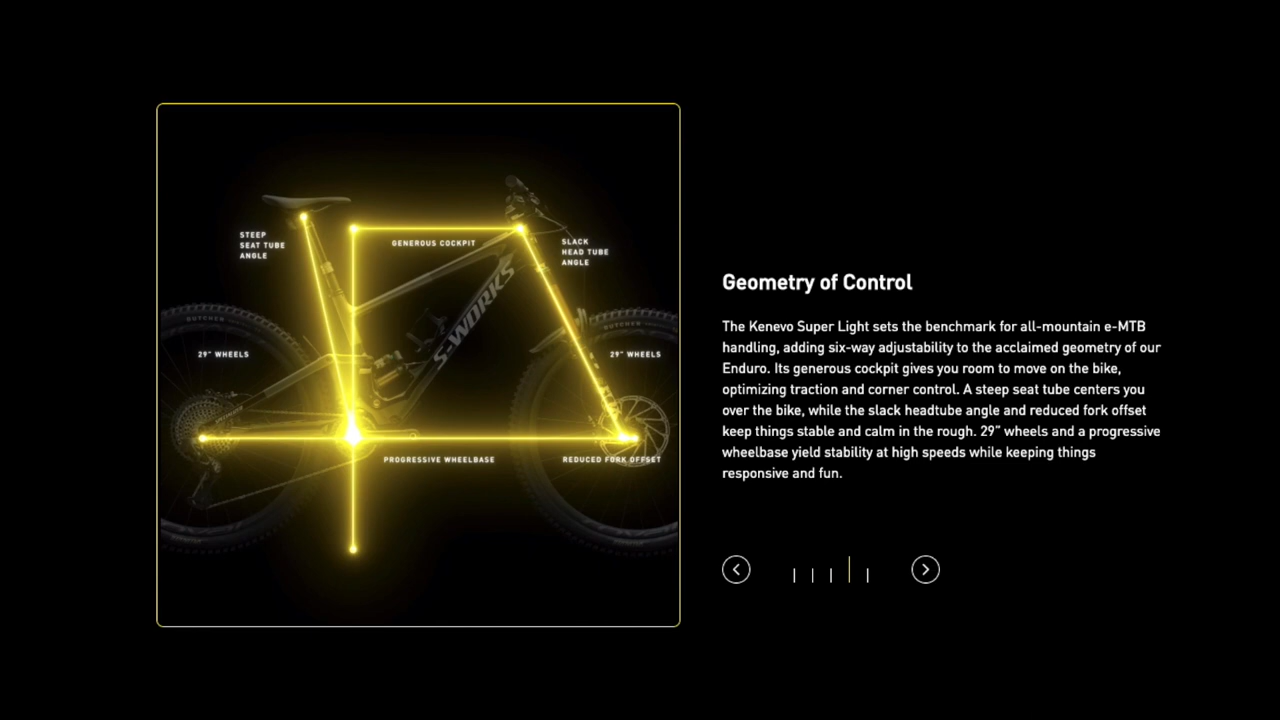 STEEP
SEAT TUBE
ANGLE
GENEROUS COCKPIT
SLACK
HEAD TUBE
ANGLE
S-WORKS
BUTCHER
BUTCHER
29" WHEELS
29" WHEELS
PROGRESSIVE WHEELBASE
REDUCED FORK OFFSET
Geometry of Control
The Kenevo Super Light sets the benchmark for all-mountain e-MTB
handling, adding six-way adjustability to the acclaimed geometry of our
Enduro. Its generous cockpit gives you room to move on the bike,
optimizing traction and corner control. A steep seat tube centers you
over the bike, while the slack headtube angle and reduced fork offset
keep things stable and calm in the rough. 29” wheels and a progressive
wheelbase yield stability at high speeds while keeping things
responsive and fun.